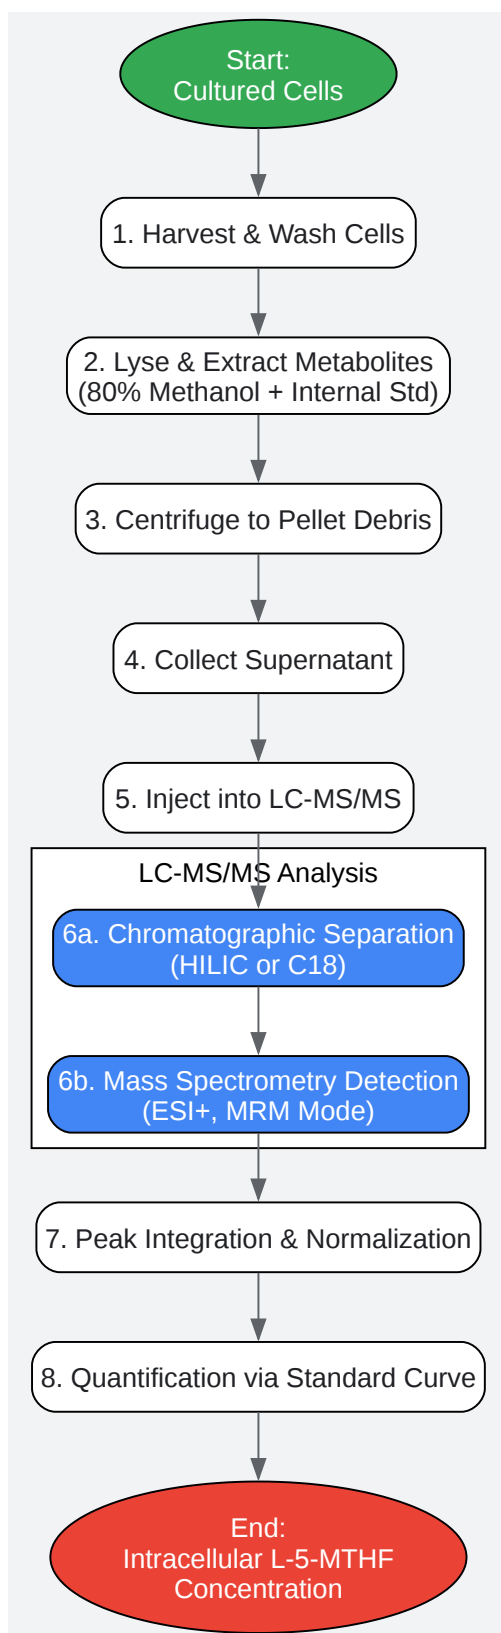 Start:
Cultured Cells
1. Harvest & Wash Cells
2. Lyse & Extract Metabolites
(80% Methanol + Internal Std)
3. Centrifuge to Pellet Debris
4. Collect Supernatant
5. Inject into LC-MS/MS
LC-MS/MS Analysis
6a. Chromatographic Separation
(HILIC or C18)
6b. Mass Spectrometry Detection
(ESI+, MRM Mode)
7. Peak Integration & Normalization
8. Quantification via Standard Curve
End:
Intracellular L-5-MTHF
Concentration